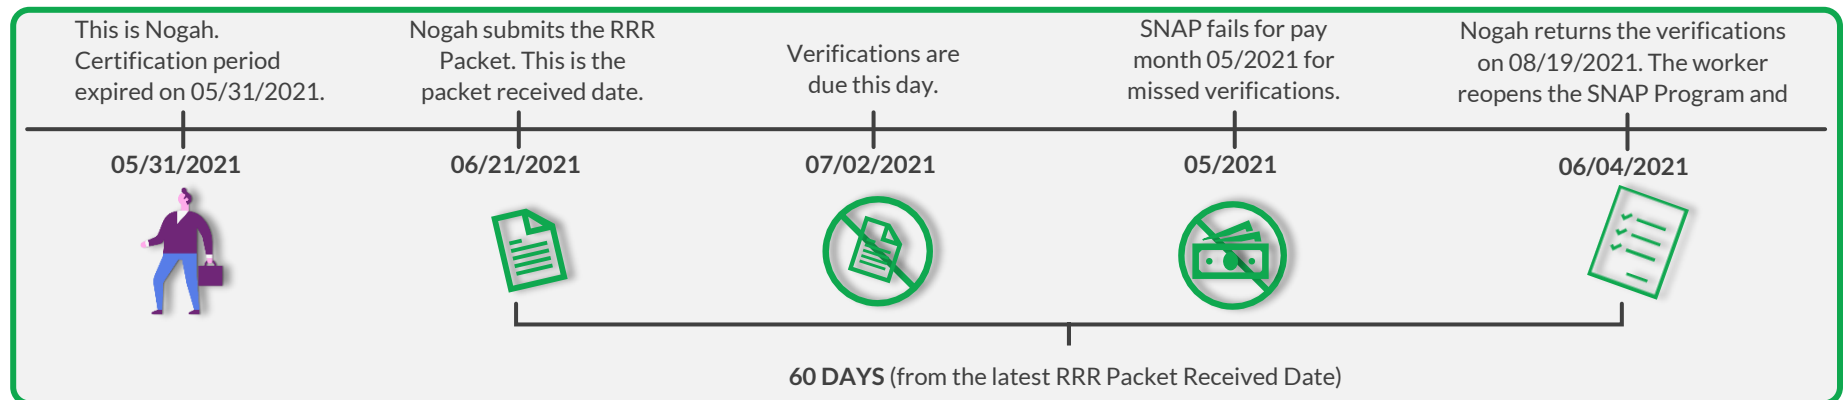 This is Nogah.
Certification period
expired on 05/31/2021.
05/31/2021
Nogah submits the RRR
Packet. This is the
packet received date.
06/21/2021
Verifications are
due this day.
07/02/2021
SNAP fails for pay
month 05/2021 for
missed verifications.
05/2021
Nogah returns the verifications
on 08/19/2021. The worker
reopens the SNAP Program and
06/04/2021
60 DAYS (from the latest RRR Packet Received Date)